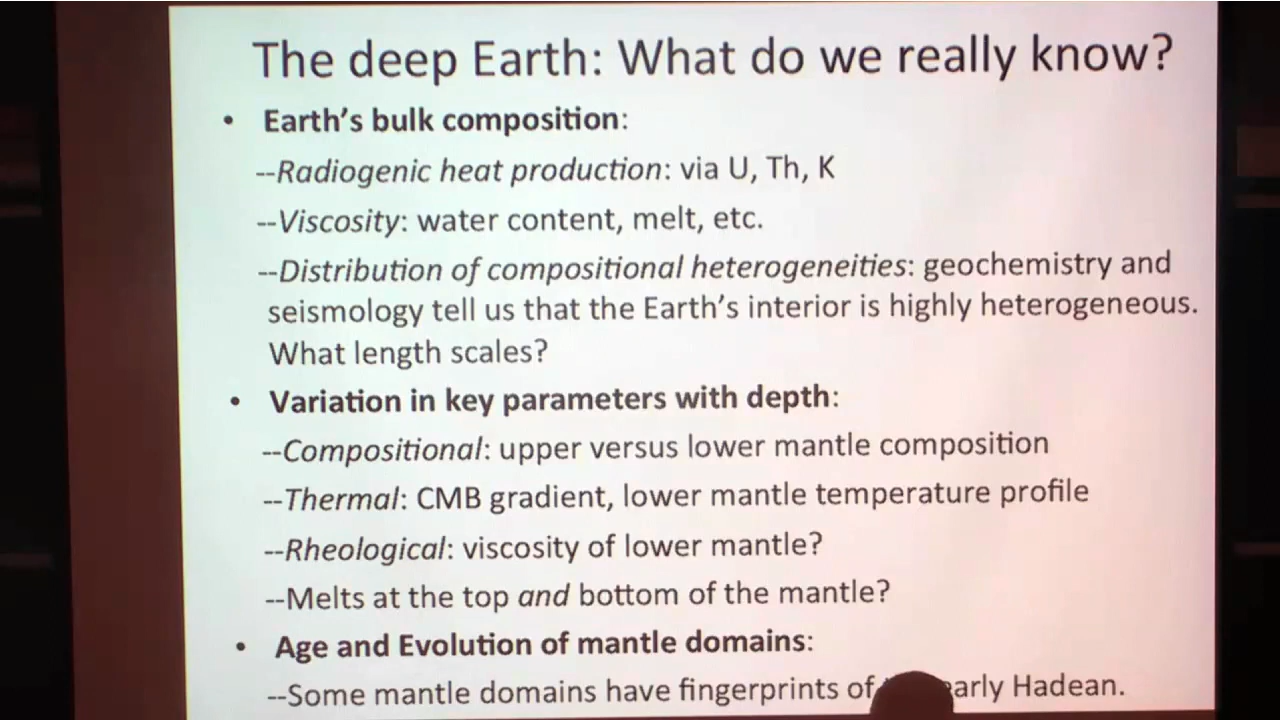 The deep Earth: What do we really know?
• Earth's bulk composition:
--Radiogenic heat production: via U, Th, K
--Viscosity: water content, melt, etc.
--Distribution of compositional heterogeneities: geochemistry and
seismology tell us that the Earth's interior is highly heterogeneous.
What length scales?
• Variation in key parameters with depth:
--Compositional: upper versus lower mantle composition
--Thermal: CMB gradient, lower mantle temperature profile
--Rheological: viscosity of lower mantle?
--Melts at the top and bottom of the mantle?
• Age and Evolution of mantle domains:
--Some mantle domains have fingerprints of arly Hadean.